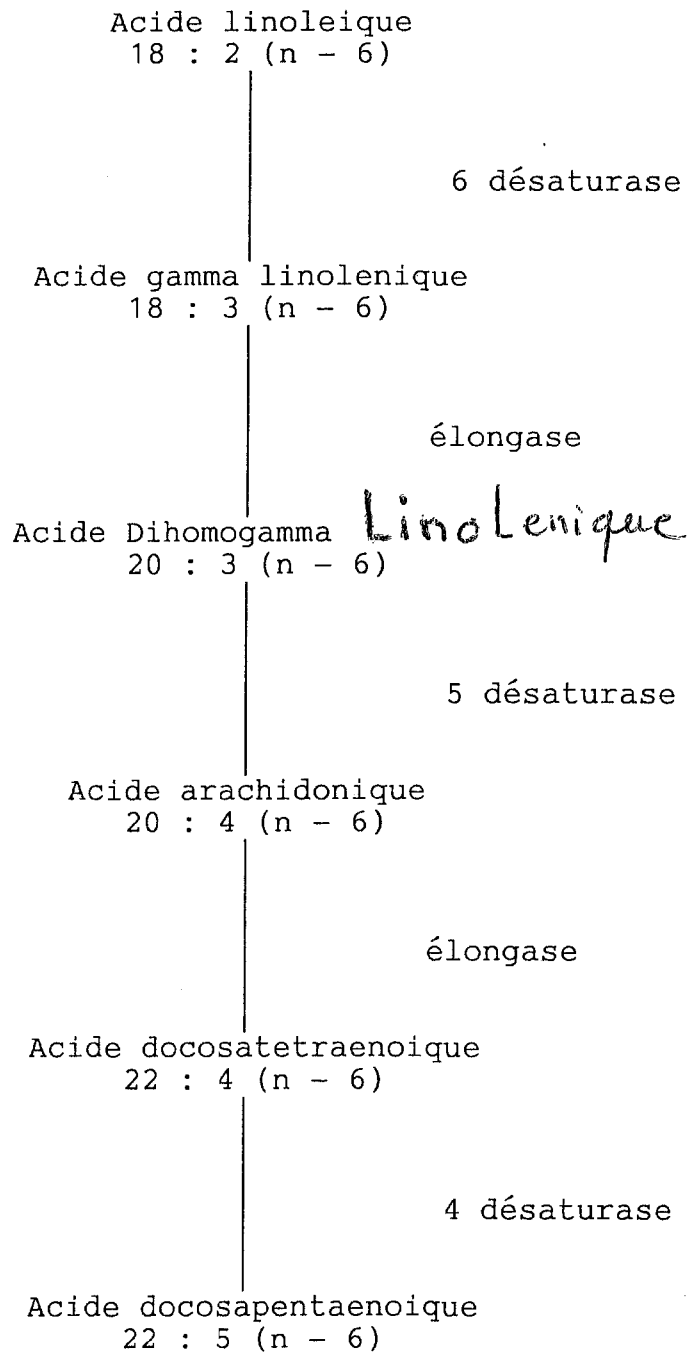 Acide linoleique
18 : 2 (n - 6)
6 désaturase
Acide gamma linolenique
18 : 3 (n - 6)
élongase
Acide Dihomogamma Linolenique
20 : 3 (n - 6)
5 désaturase
Acide arachidonique
20 : 4 (n - 6)
élongase
Acide docosatetraenoique
22 : 4 (n - 6)
4 désaturase
Acide docosapentaenoique
22 : 5 (n - 6)